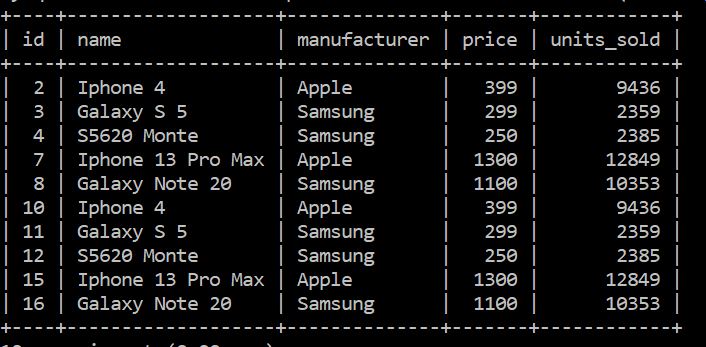 +----+-------------------+--------------+-------+------------+
| id | name              | manufacturer | price | units_sold |
+----+-------------------+--------------+-------+------------+
|  2 | Iphone 4          | Apple        |   399 |       9436 |
|  3 | Galaxy S 5        | Samsung      |   299 |       2359 |
|  4 | S5620 Monte       | Samsung      |   250 |       2385 |
|  7 | Iphone 13 Pro Max | Apple        |  1300 |      12849 |
|  8 | Galaxy Note 20    | Samsung      |  1100 |      10353 |
| 10 | Iphone 4          | Apple        |   399 |       9436 |
| 11 | Galaxy S 5        | Samsung      |   299 |       2359 |
| 12 | S5620 Monte       | Samsung      |   250 |       2385 |
| 15 | Iphone 13 Pro Max | Apple        |  1300 |      12849 |
| 16 | Galaxy Note 20    | Samsung      |  1100 |      10353 |
+----+-------------------+--------------+-------+------------+